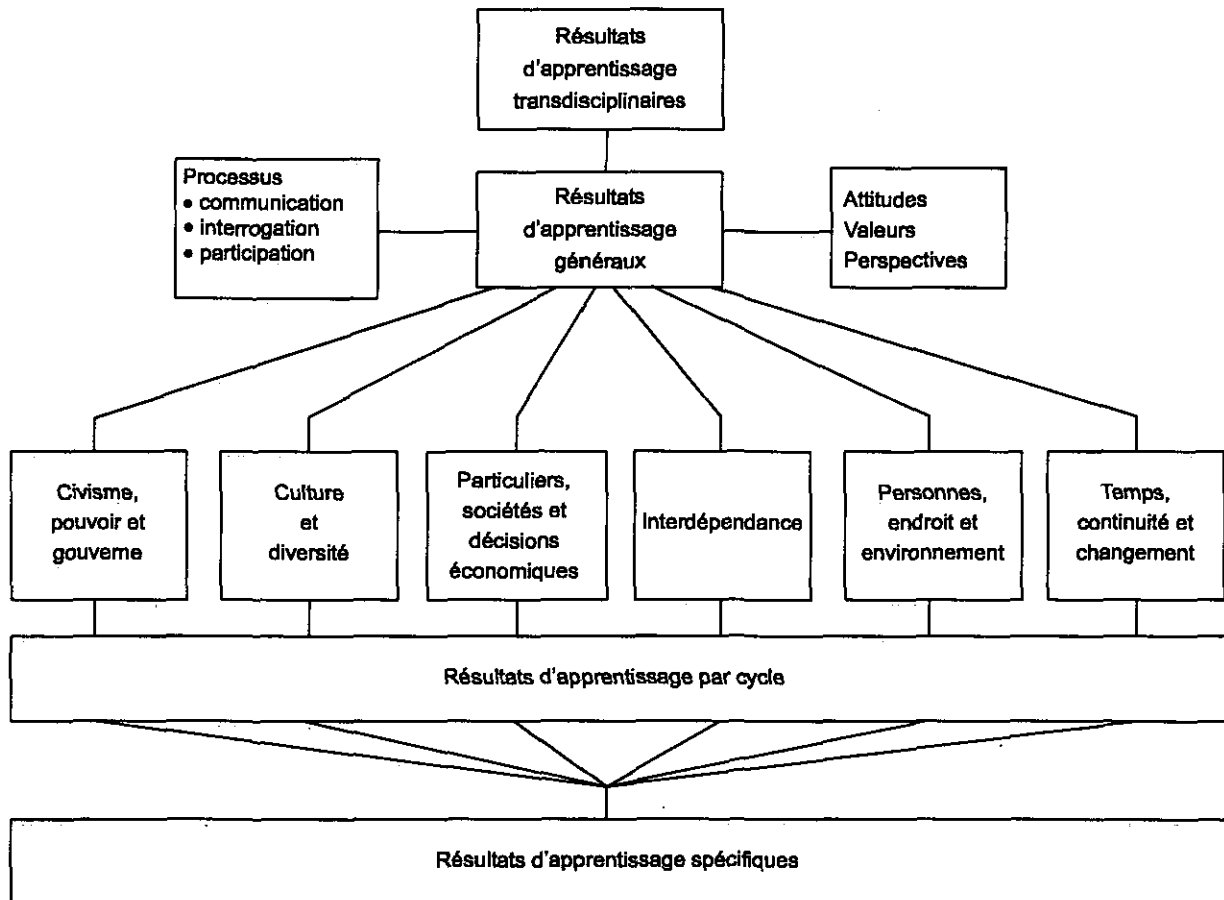 Résultats
d'apprentissage
transdisciplinaires
Processus
• communication
• interrogation
• participation
Résultats
d'apprentissage
généraux
Attitudes
Valeurs
Perspectives
Civisme,
pouvoir et
gouverne
Culture
et
diversité
Particuliers,
sociétés et
décisions
économiques
Interdépendance
Personnes,
endroit et
environnement
Temps,
continuité et
changement
Résultats d'apprentissage par cycle
Résultats d'apprentissage spécifiques